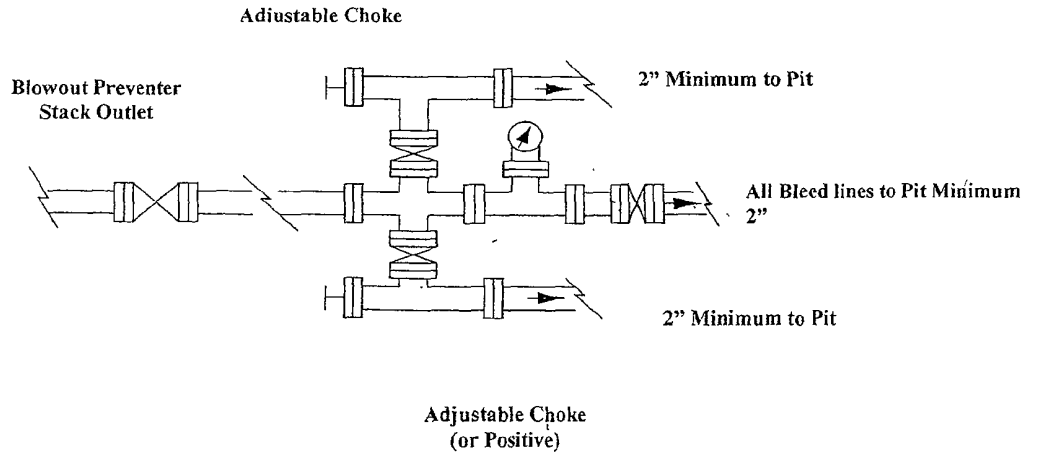 Adiustable Choke
Blowout Preventer
Stack Outlet
2" Minimum to Pit
All Bleed lines to Pit Minimum
2"
2" Minimum to Pit
Adjustable Choke
(or Positive)